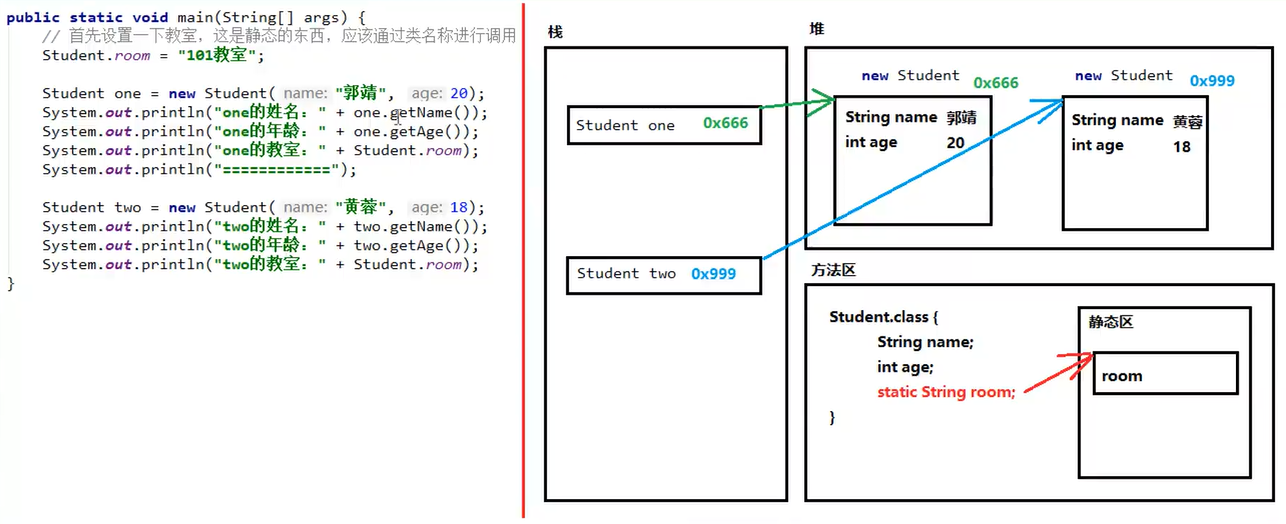 public static void main(String[] args) {
// 首先设置一下教室，这是静态的东西，应该通过类名称进行调用
Student.room = "101教室";
Student one = new Student( name: "郭靖", age: 20);
System.out.println("one的姓名：" + one.getName());
System.out.println("one的年龄：" + one.getAge());
System.out.println("one的教室：" + Student.room);
System.out.println("============");
Student two = new Student( name: "黄蓉", age: 18);
System.out.println("two的姓名：" + two.getName());
System.out.println("two的年龄：" + two.getAge());
System.out.println("two的教室：" + Student.room);
}
栈
Student one 0x666
Student two 0x999
堆
new Student 0x666
String name 郭靖
int age 20
new Student 0x999
String name 黄蓉
int age 18
方法区
Student.class {
String name;
int age;
static String room;
}
静态区
room